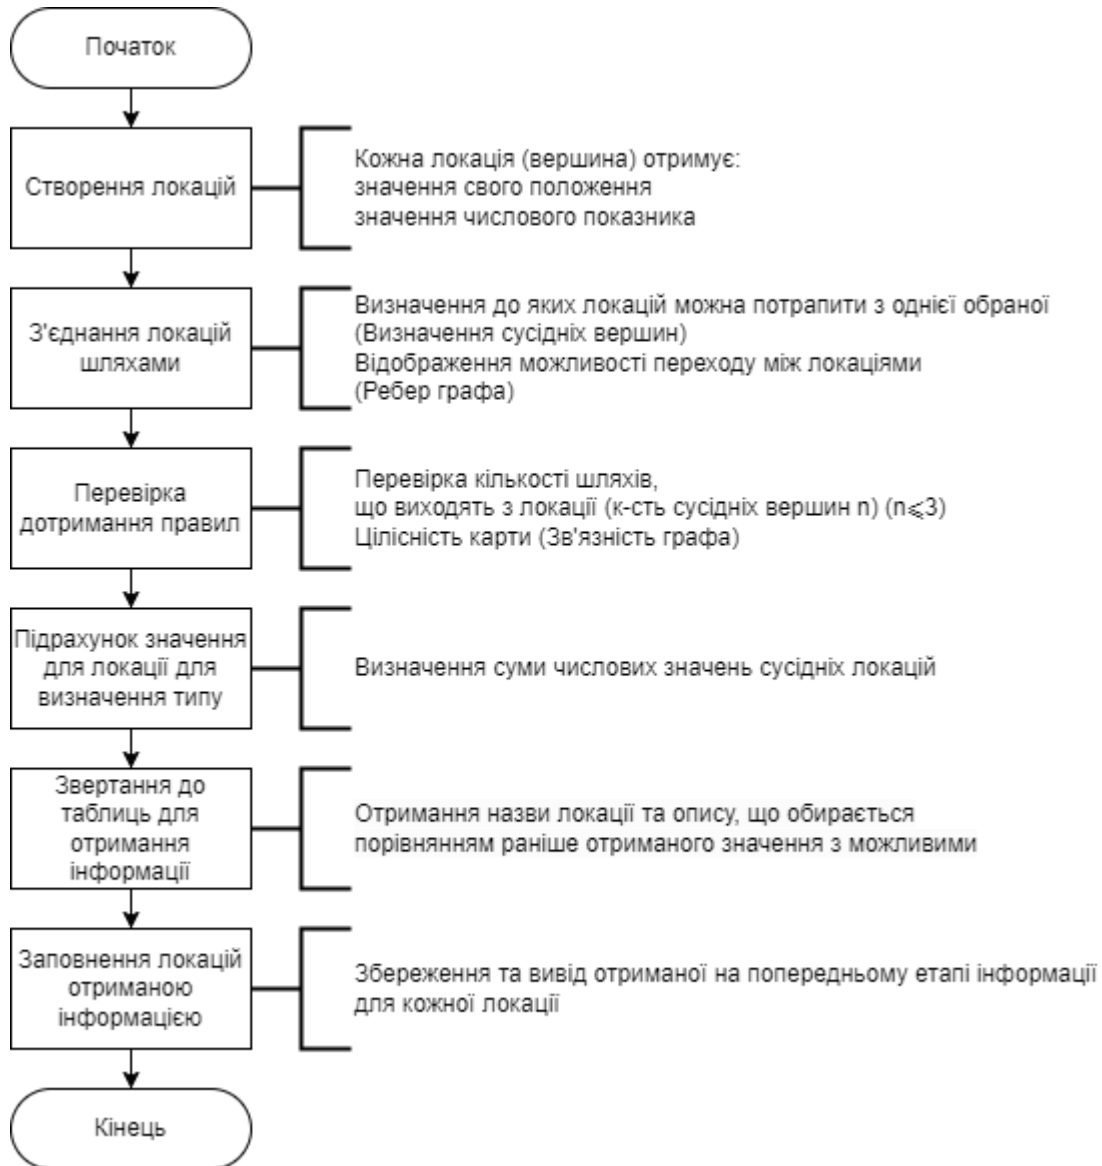 Початок
Створення локацій
Кожна локація (вершина) отримує:
значення свого положення
значення числового показника
З'єднання локацій
шляхами
Визначення до яких локацій можна потрапити з однієї обраної
(Визначення сусідніх вершин)
Відображення можливості переходу між локаціями
(Ребер графа)
Перевірка
дотримання правил
Перевірка кількості шляхів,
що виходять з локації (к-сть сусідніх вершин n) (n⩽3)
Цілісність карти (Зв'язність графа)
Підрахунок значення
для локації для
визначення типу
Визначення суми числових значень сусідніх локацій
Звертання до
таблиць для
отримання
інформації
Отримання назви локації та опису, що обирається
порівнянням раніше отриманого значення з можливими
Заповнення локацій
отриманою
інформацією
Збереження та вивід отриманої на попередньому етапі інформації
для кожної локації
Кінець